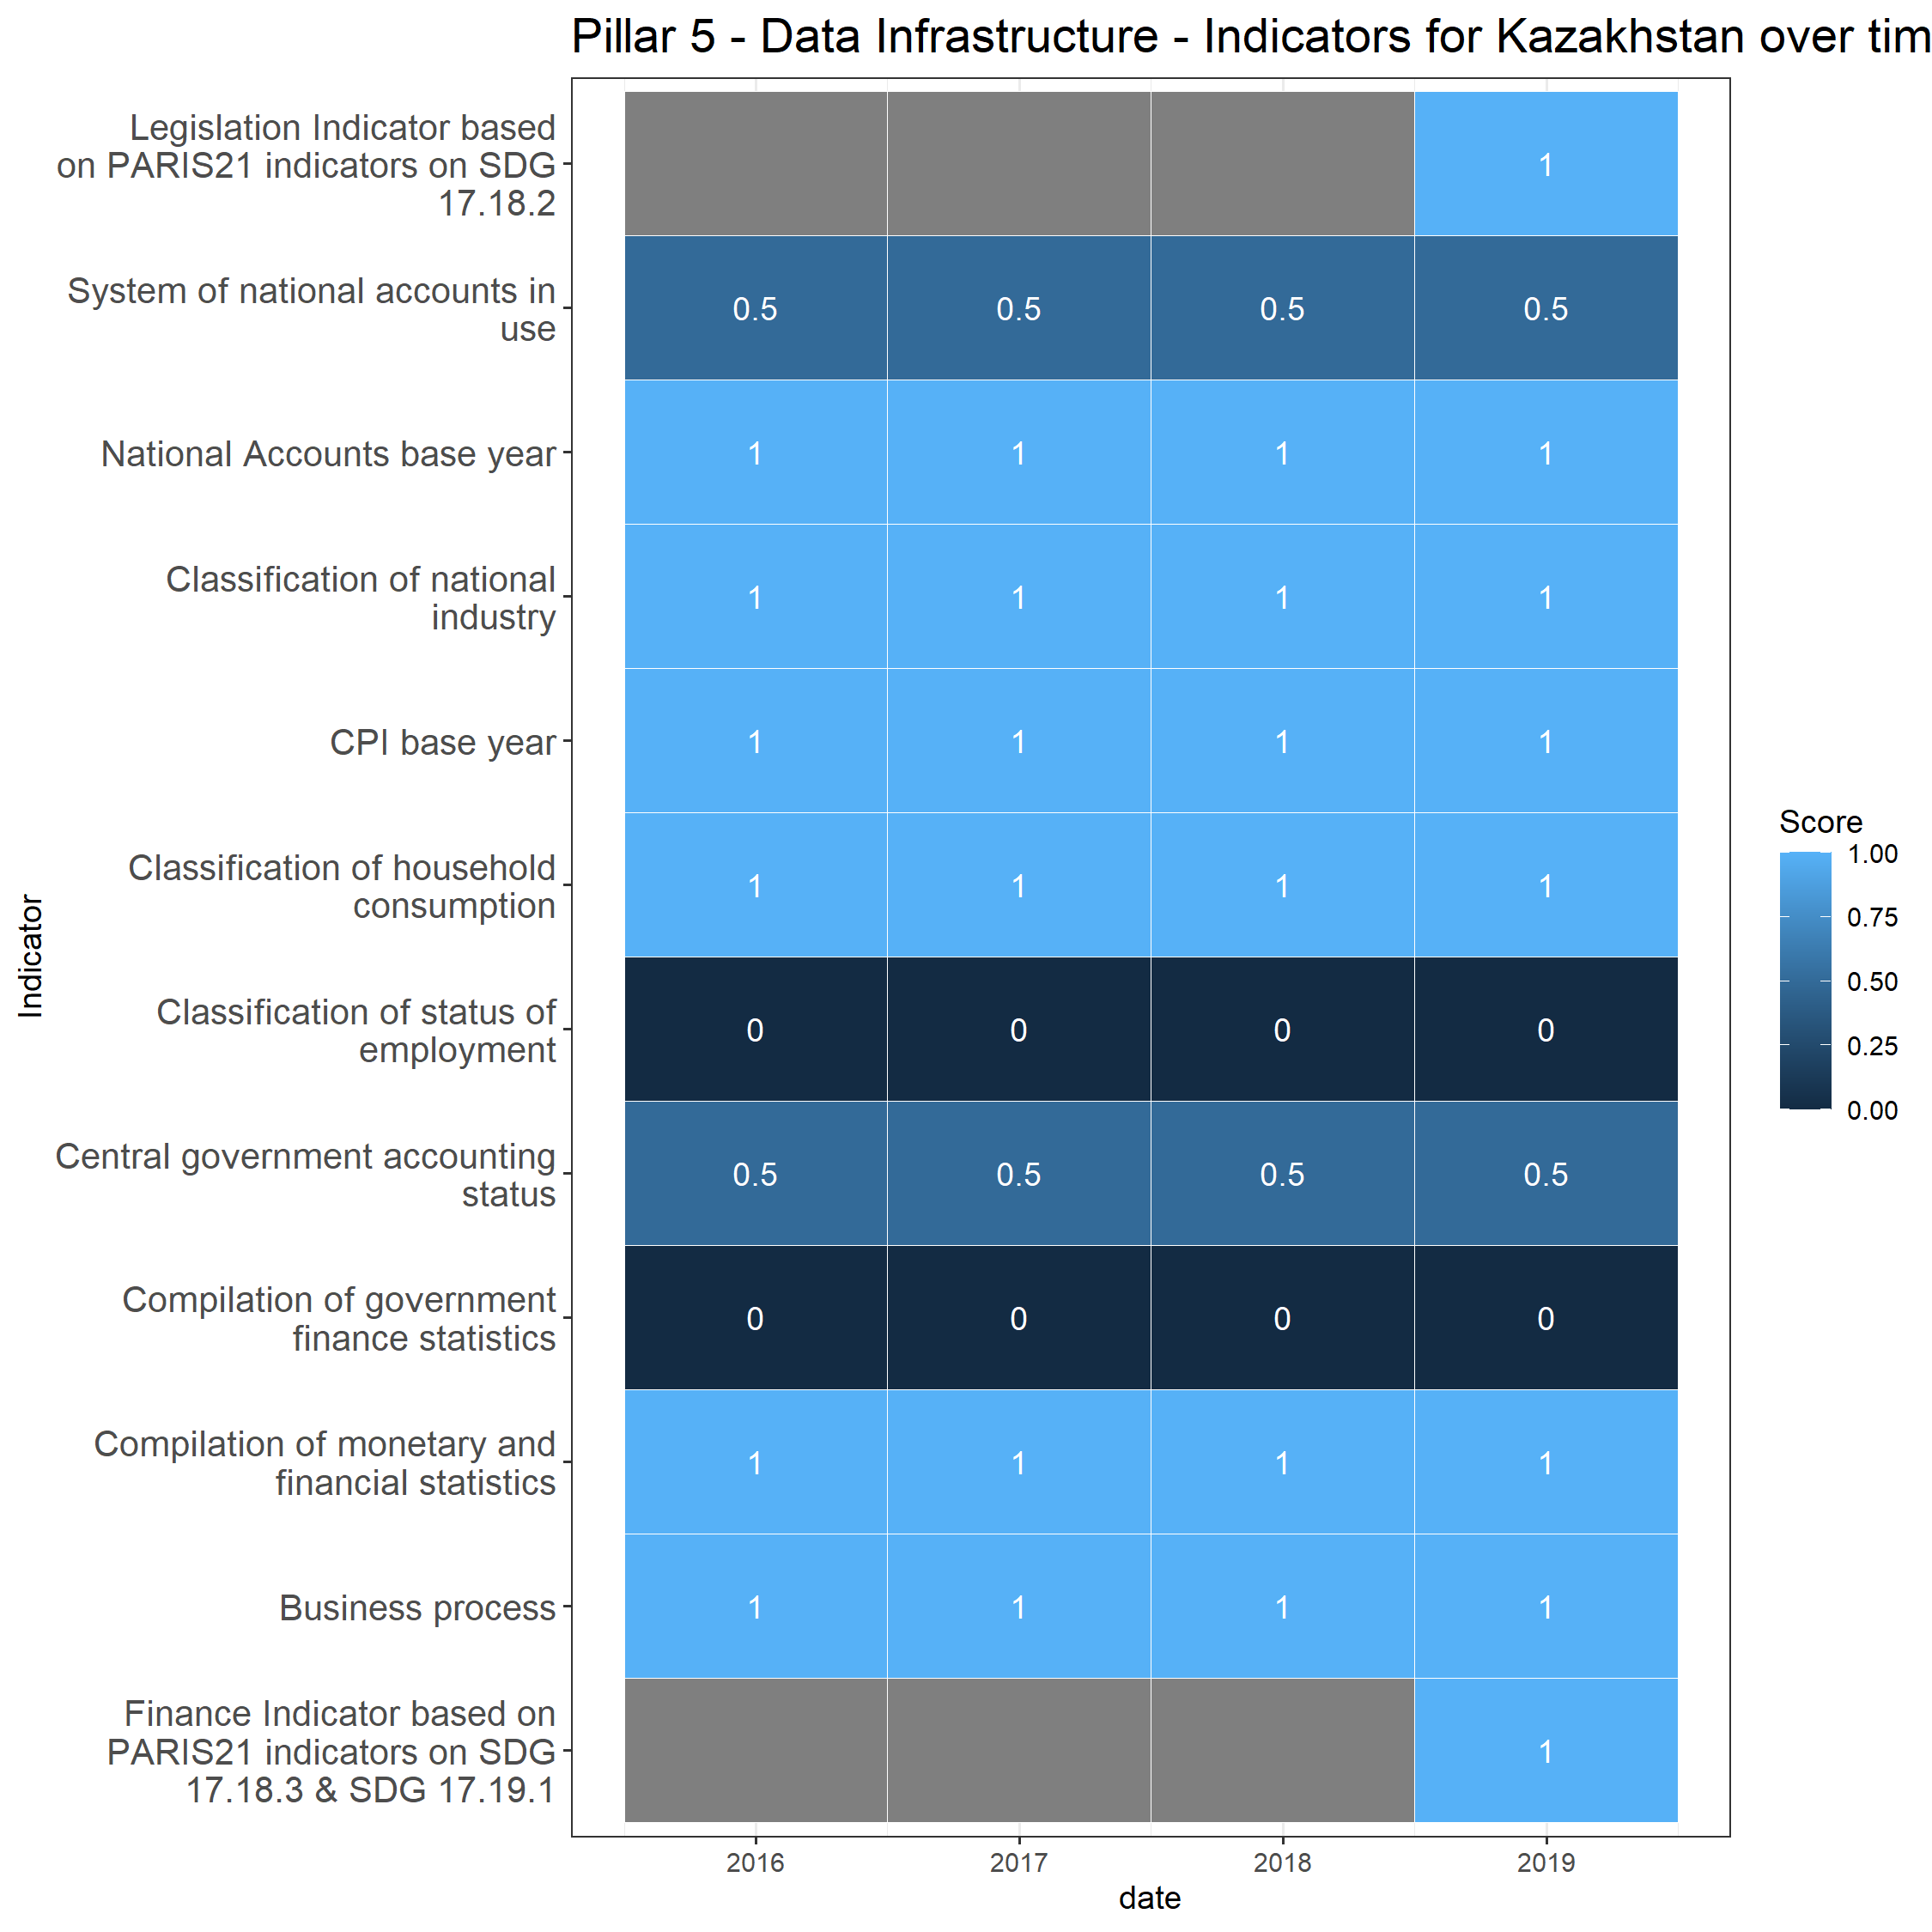 Pillar 5 - Data Infrastructure - Indicators for Kazakhstan over tim
Legislation Indicator based
on PARIS21 indicators on SDG
17.18.2
1
System of national accounts in
use
0.5 0.5 0.5 0.5
National Accounts base year
1 1 1 1
Classification of national
industry
1 1 1 1
CPI base year
1 1 1 1
Classification of household
consumption
1 1 1 1
Classification of status of
employment
0 0 0 0
Central government accounting
status
0.5 0.5 0.5 0.5
Compilation of government
finance statistics
0 0 0 0
Compilation of monetary and
financial statistics
1 1 1 1
Business process
1 1 1 1
Finance Indicator based on
PARIS21 indicators on SDG
17.18.3 & SDG 17.19.1
1
2016 2017 2018 2019
date
Indicator
Score
1.00
0.75
0.50
0.25
0.00